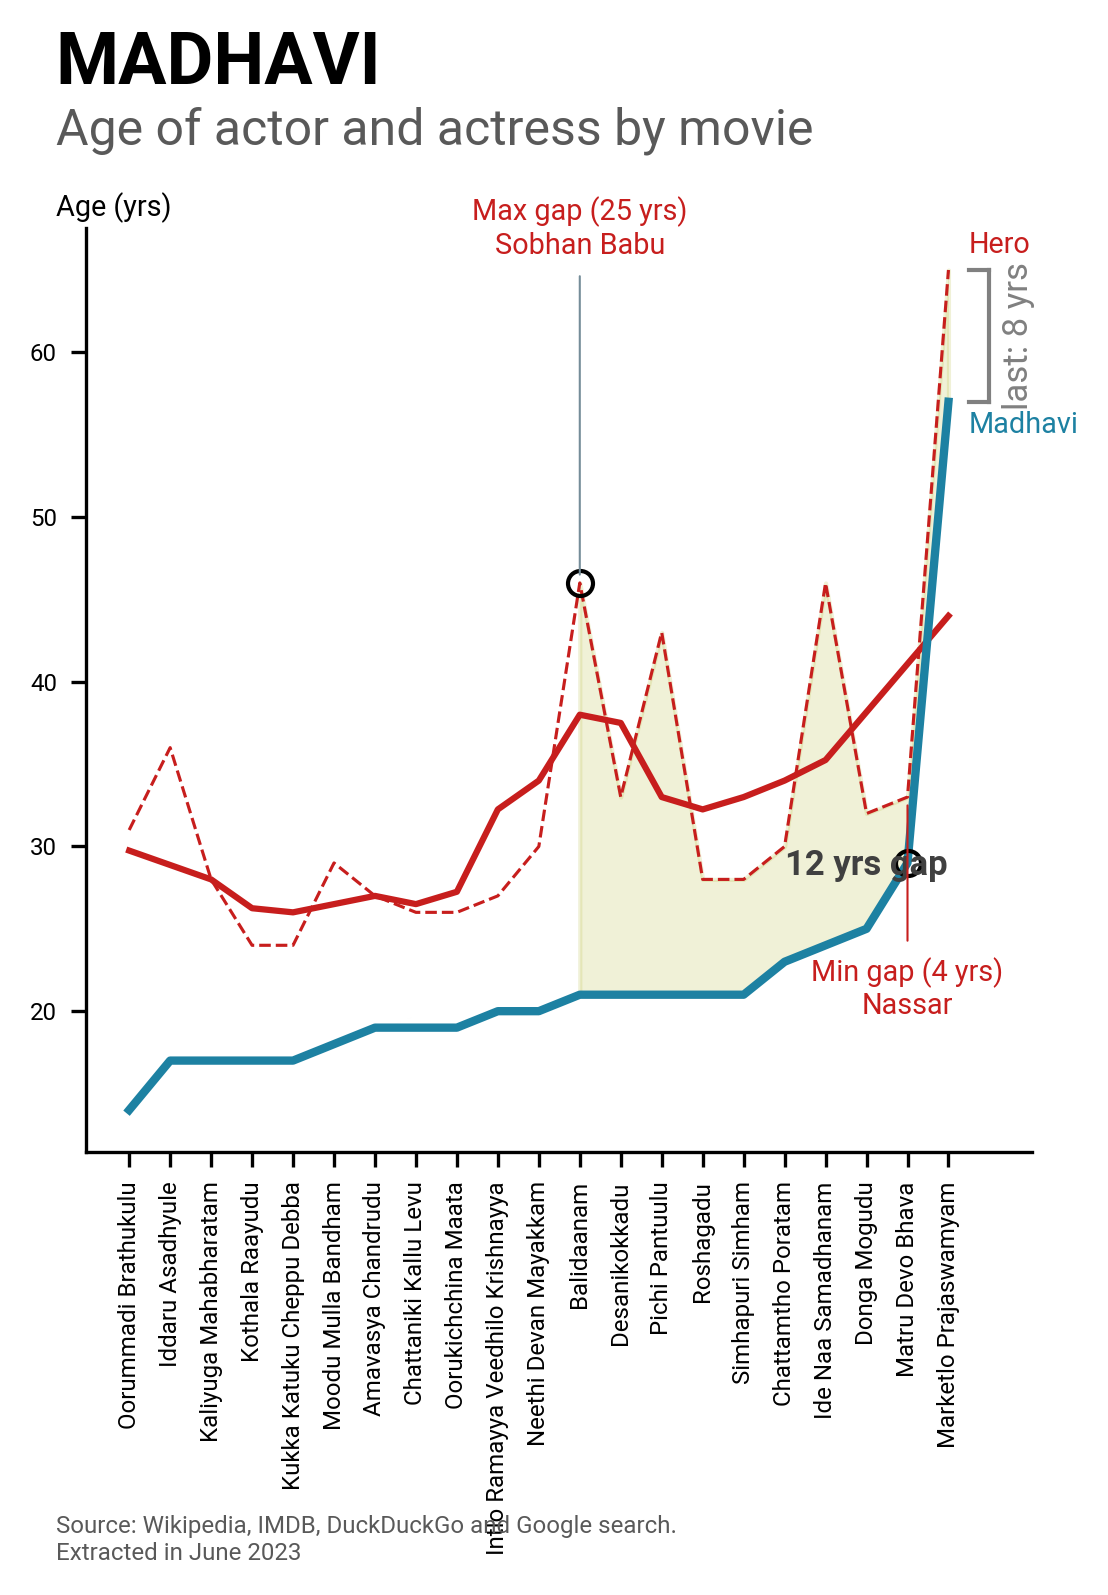 MADHAVI
Age of actor and actress by movie
Age (yrs)
Max gap (25 yrs)
Sobhan Babu
Hero
last: 8 yrs
Madhavi
60
50
40
30
20
12 yrs gap
Min gap (4 yrs)
Nassar
Oorummadi Brathukulu
Iddaru Asadhyule
Kaliyuga Mahabharatam
Kothala Raayudu
Kukka Katuku Cheppu Debba
Moodu Mulla Bandham
Amavasya Chandrudu
Chattaniki Kallu Levu
Oorukichchina Maata
Intlo Ramayya Veedhilo Krishnayya
Neethi Devan Mayakkam
Balidaanam
Desanikokkadu
Pichi Pantuulu
Roshagadu
Simhapuri Simham
Chattamtho Poratam
Ide Naa Samadhanam
Donga Mogudu
Matru Devo Bhava
Marketlo Prajaswamyam
Source: Wikipedia, IMDB, DuckDuckGo and Google search.
Extracted in June 2023